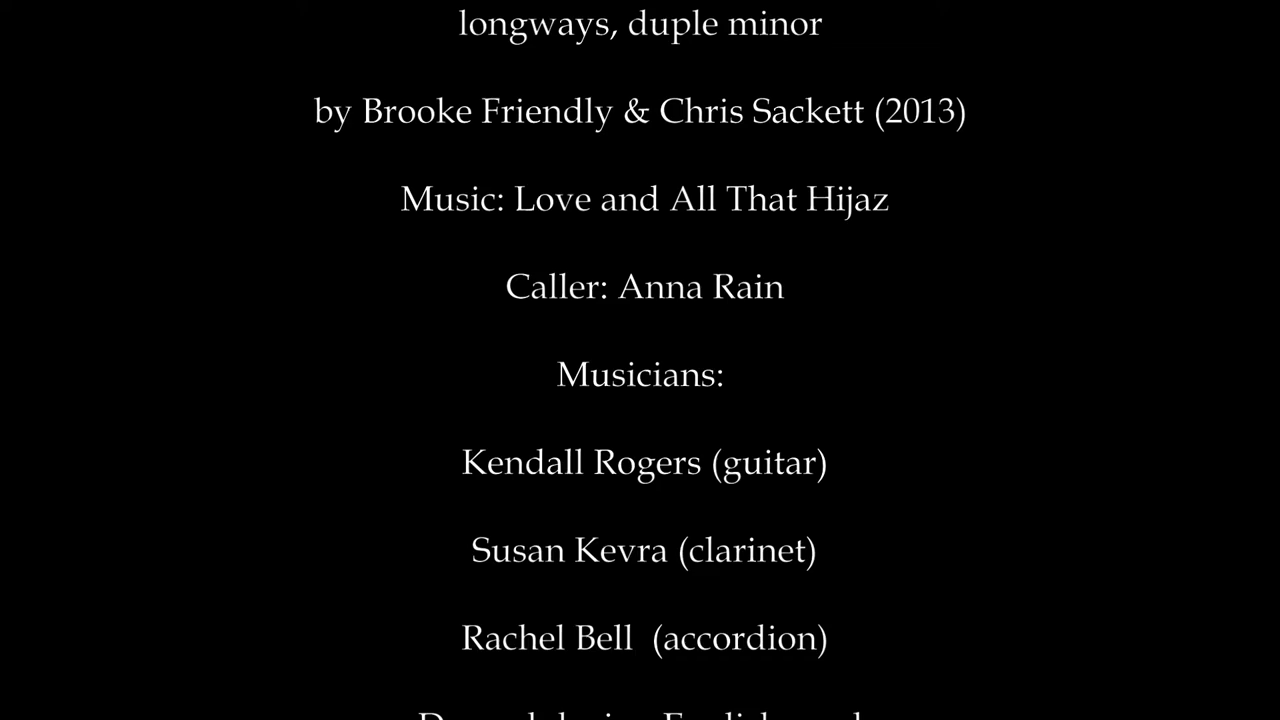 longways, duple minor
by Brooke Friendly & Chris Sackett (2013)
Music: Love and All That Hijaz
Caller: Anna Rain
Musicians:
Kendall Rogers (guitar)
Susan Kevra (clarinet)
Rachel Bell  (accordion)